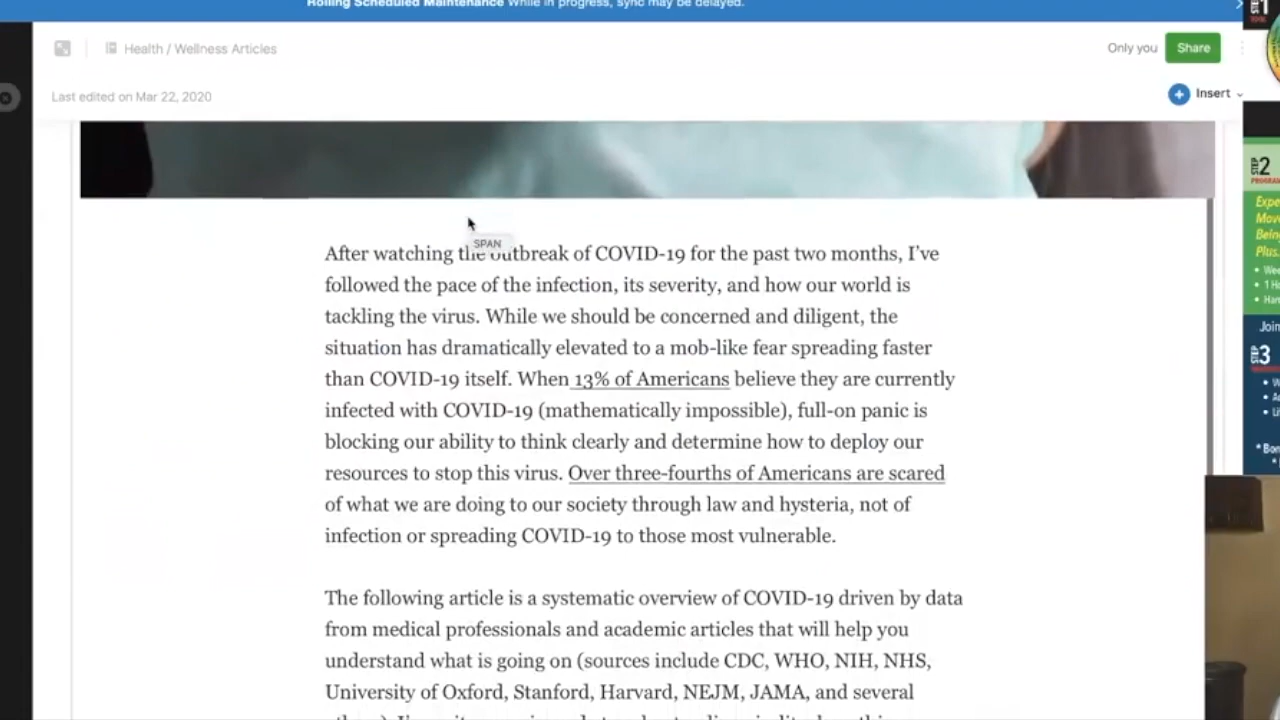 Rolling Scheduled Maintenance While in progress, sync may be delayed.
Health / Wellness Articles
Only you
Share
Last edited on Mar 22, 2020
Insert
SPAN
After watching the outbreak of COVID-19 for the past two months, I've
followed the pace of the infection, its severity, and how our world is
tackling the virus. While we should be concerned and diligent, the
situation has dramatically elevated to a mob-like fear spreading faster
than COVID-19 itself. When 13% of Americans believe they are currently
infected with COVID-19 (mathematically impossible), full-on panic is
blocking our ability to think clearly and determine how to deploy our
resources to stop this virus. Over three-fourths of Americans are scared
of what we are doing to our society through law and hysteria, not of
infection or spreading COVID-19 to those most vulnerable.
The following article is a systematic overview of COVID-19 driven by data
from medical professionals and academic articles that will help you
understand what is going on (sources include CDC, WHO, NIH, NHS,
University of Oxford, Stanford, Harvard, NEJM, JAMA, and several
STEP 2
Plus.
Join
STEP 3